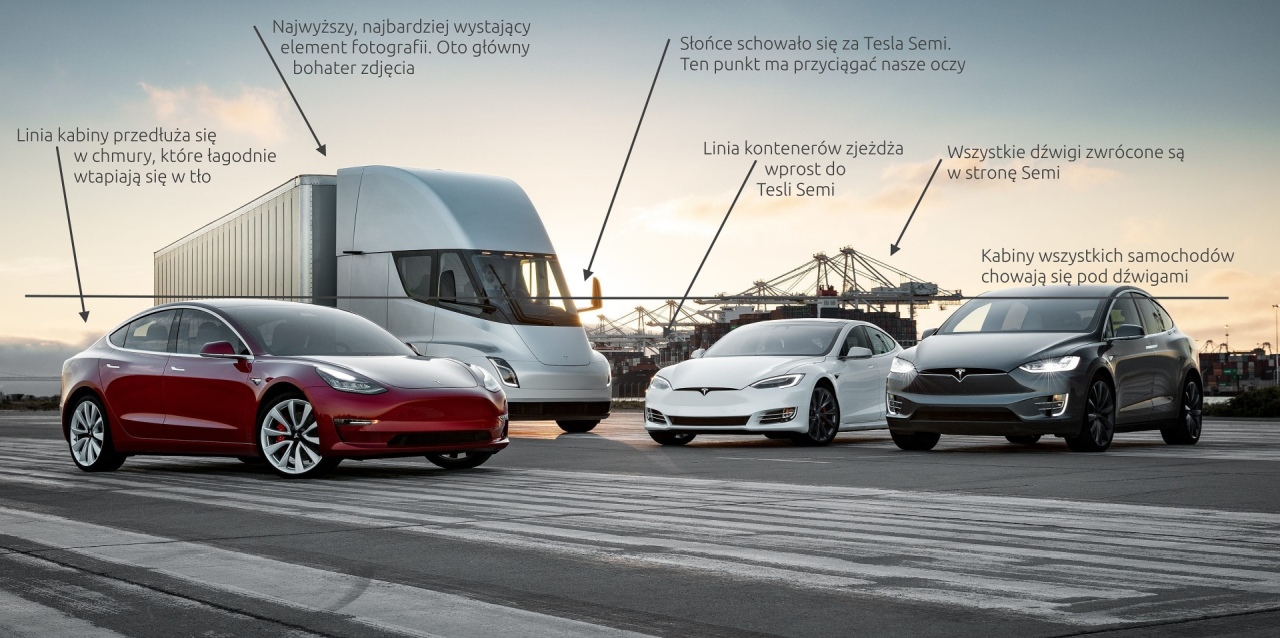 Najwyższy, najbardziej wystający
element fotografii. Oto główny
bohater zdjęcia
Słońce schowało się za Tesla Semi.
Ten punkt ma przyciągać nasze oczy
Linia kabiny przedłuża się
w chmury, które łagodnie
wtapiają się w tło
Linia kontenerów zjeżdża
wprost do
Tesli Semi
Wszystkie dźwigi zwrócone są
w stronę Semi
Kabiny wszystkich samochodów
chowają się pod dźwigami